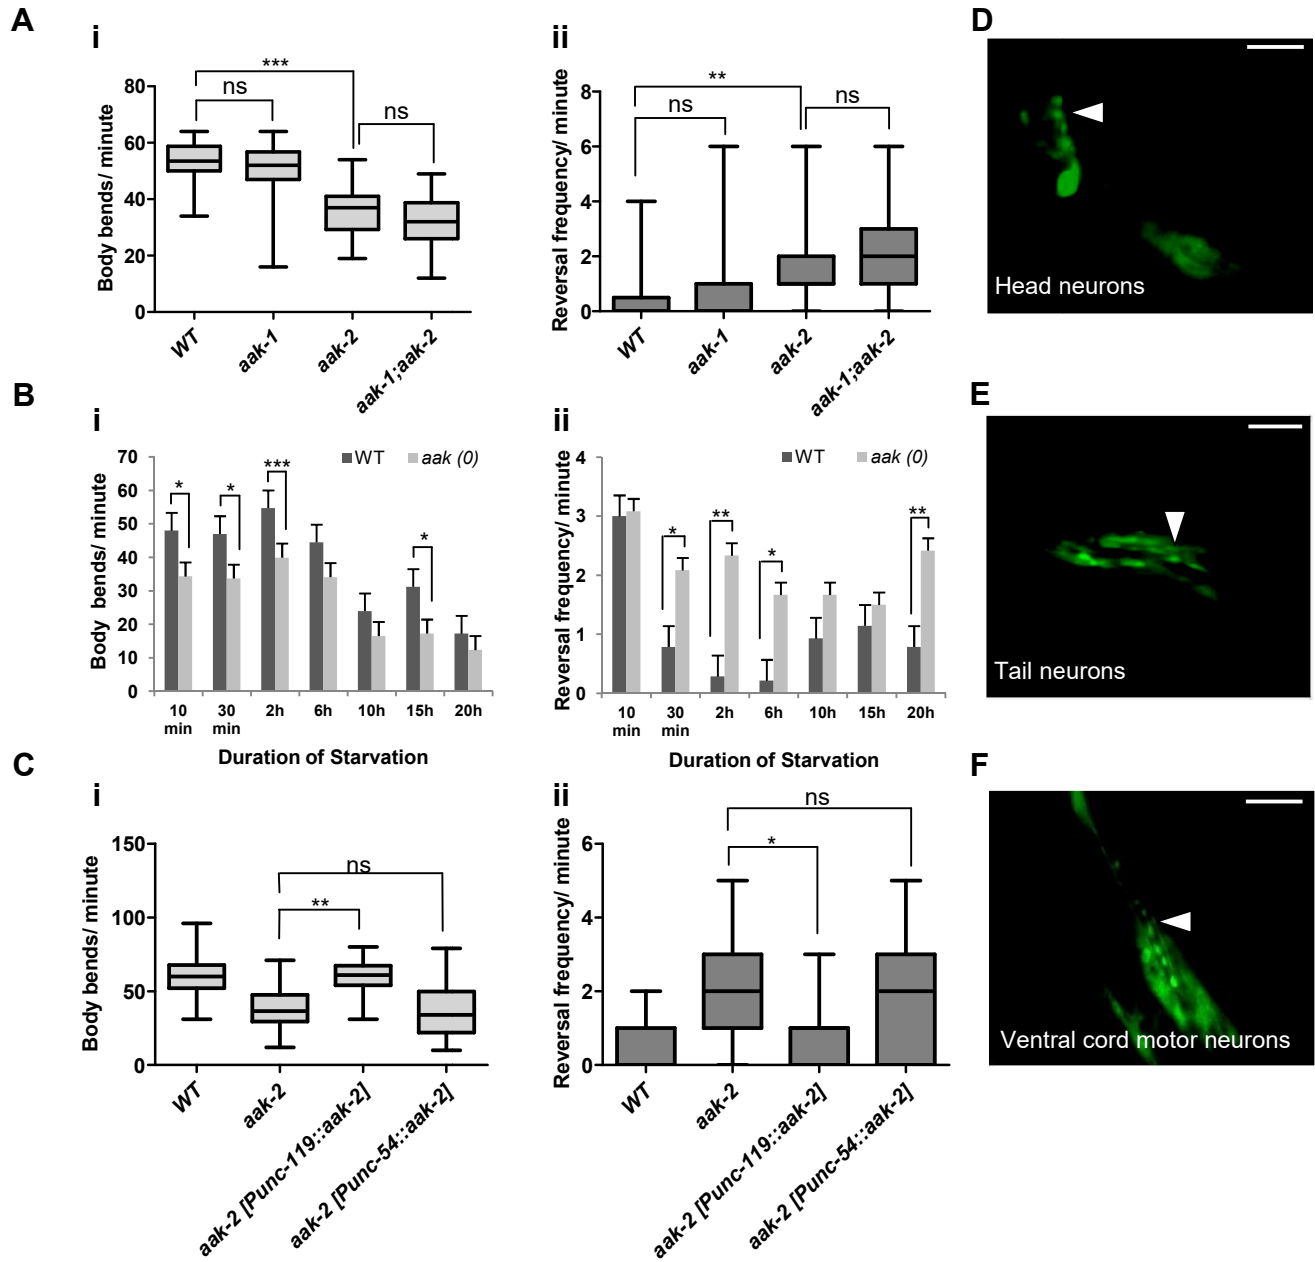 A
i
Body bends/ minute
80
60
40
20
0
***
ns
ns
WT
aak-1
aak-2
aak-1;aak-2
ii
Reversal frequency/ minute
8
6
4
2
0
**
ns
ns
WT
aak-1
aak-2
aak-1;aak-2
D
Head neurons
B
i
Body bends/ minute
70
60
50
40
30
20
10
0
WT aak (0)
*
*
***
*
10 min
30 min
2h
6h
10h
15h
20h
Duration of Starvation
ii
Reversal frequency/ minute
4
3
2
1
0
WT aak (0)
*
**
*
**
10 min
30 min
2h
6h
10h
15h
20h
Duration of Starvation
E
Tail neurons
C
i
Body bends/ minute
150
100
50
0
ns
**
WT
aak-2
aak-2 [Punc-119::aak-2]
aak-2 [Punc-54::aak-2]
ii
Reversal frequency/ minute
6
4
2
0
ns
*
WT
aak-2
aak-2 [Punc-119::aak-2]
aak-2 [Punc-54::aak-2]
F
Ventral cord motor neurons